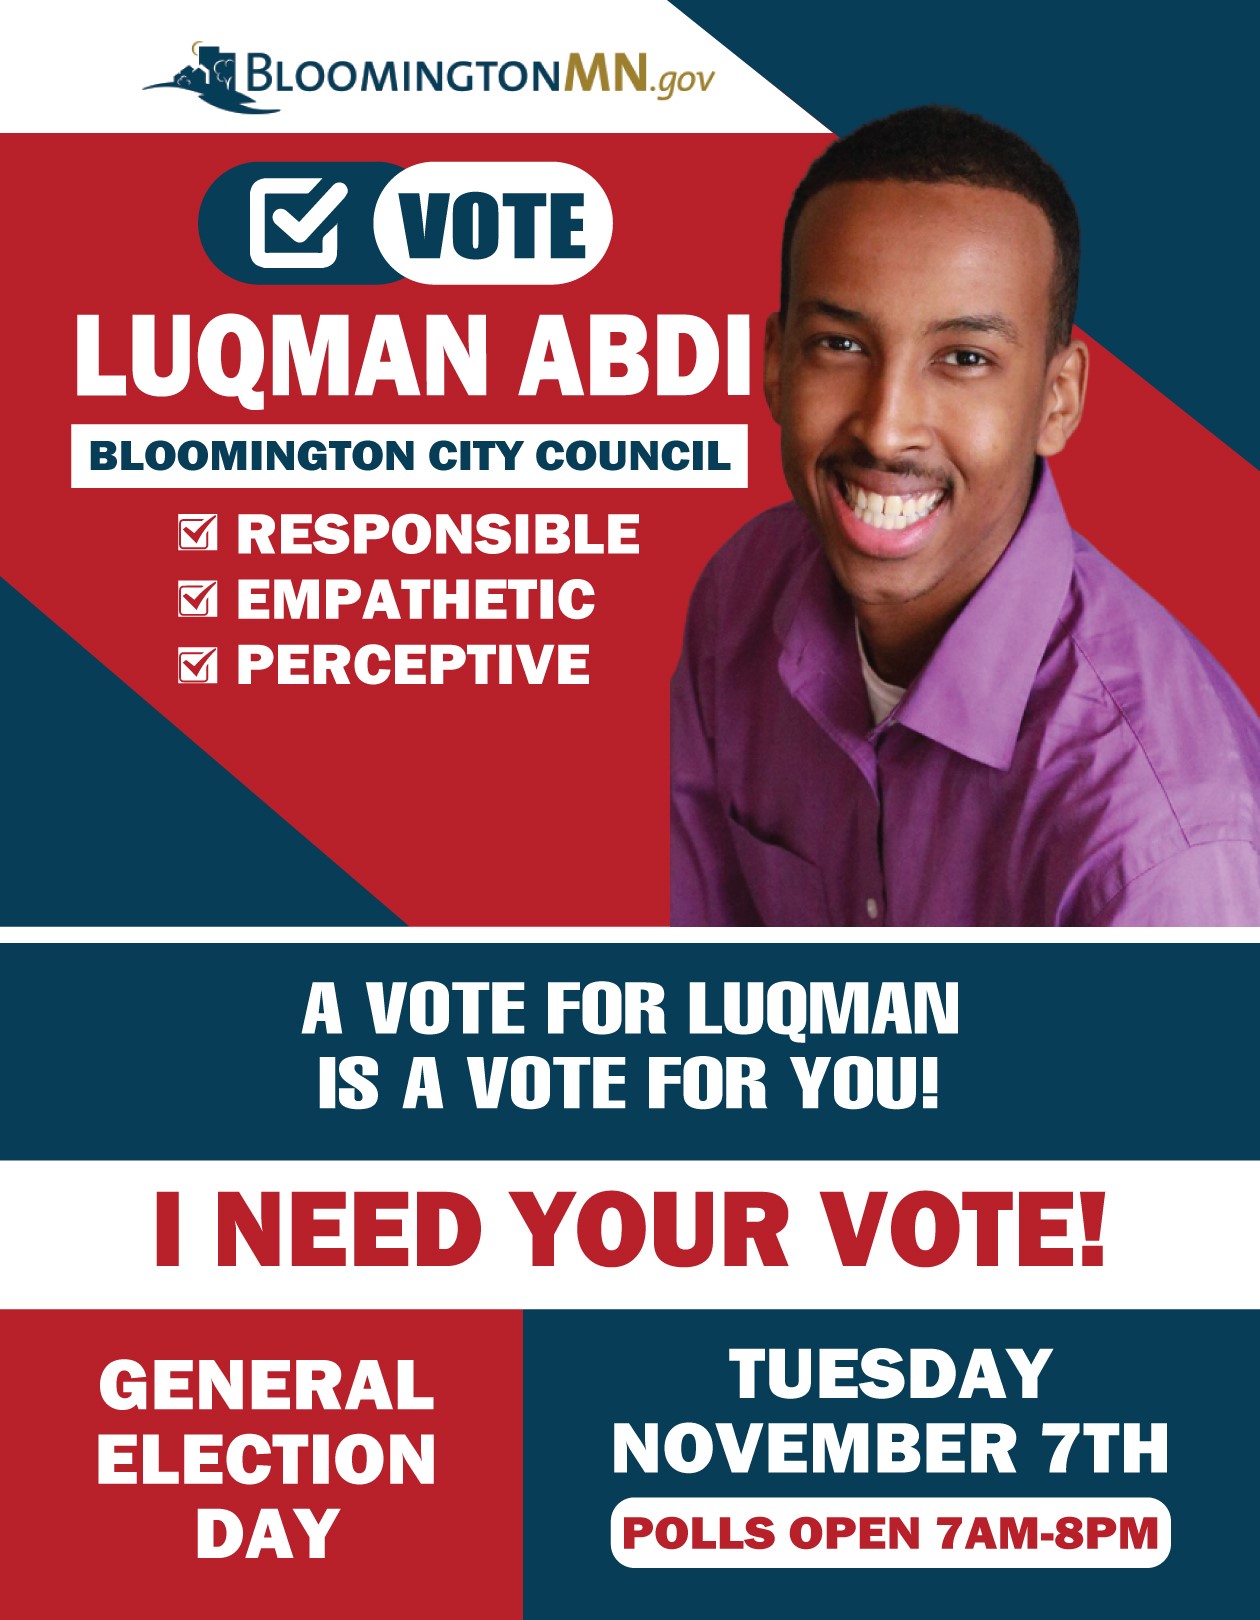 BLOOMINGTONMN.gov
VOTE
LUQMAN ABDI
BLOOMINGTON CITY COUNCIL
RESPONSIBLE
EMPATHETIC
PERCEPTIVE
A VOTE FOR LUQMAN
IS A VOTE FOR YOU!
I NEED YOUR VOTE!
GENERAL
ELECTION
DAY
TUESDAY
NOVEMBER 7TH
POLLS OPEN 7AM-8PM